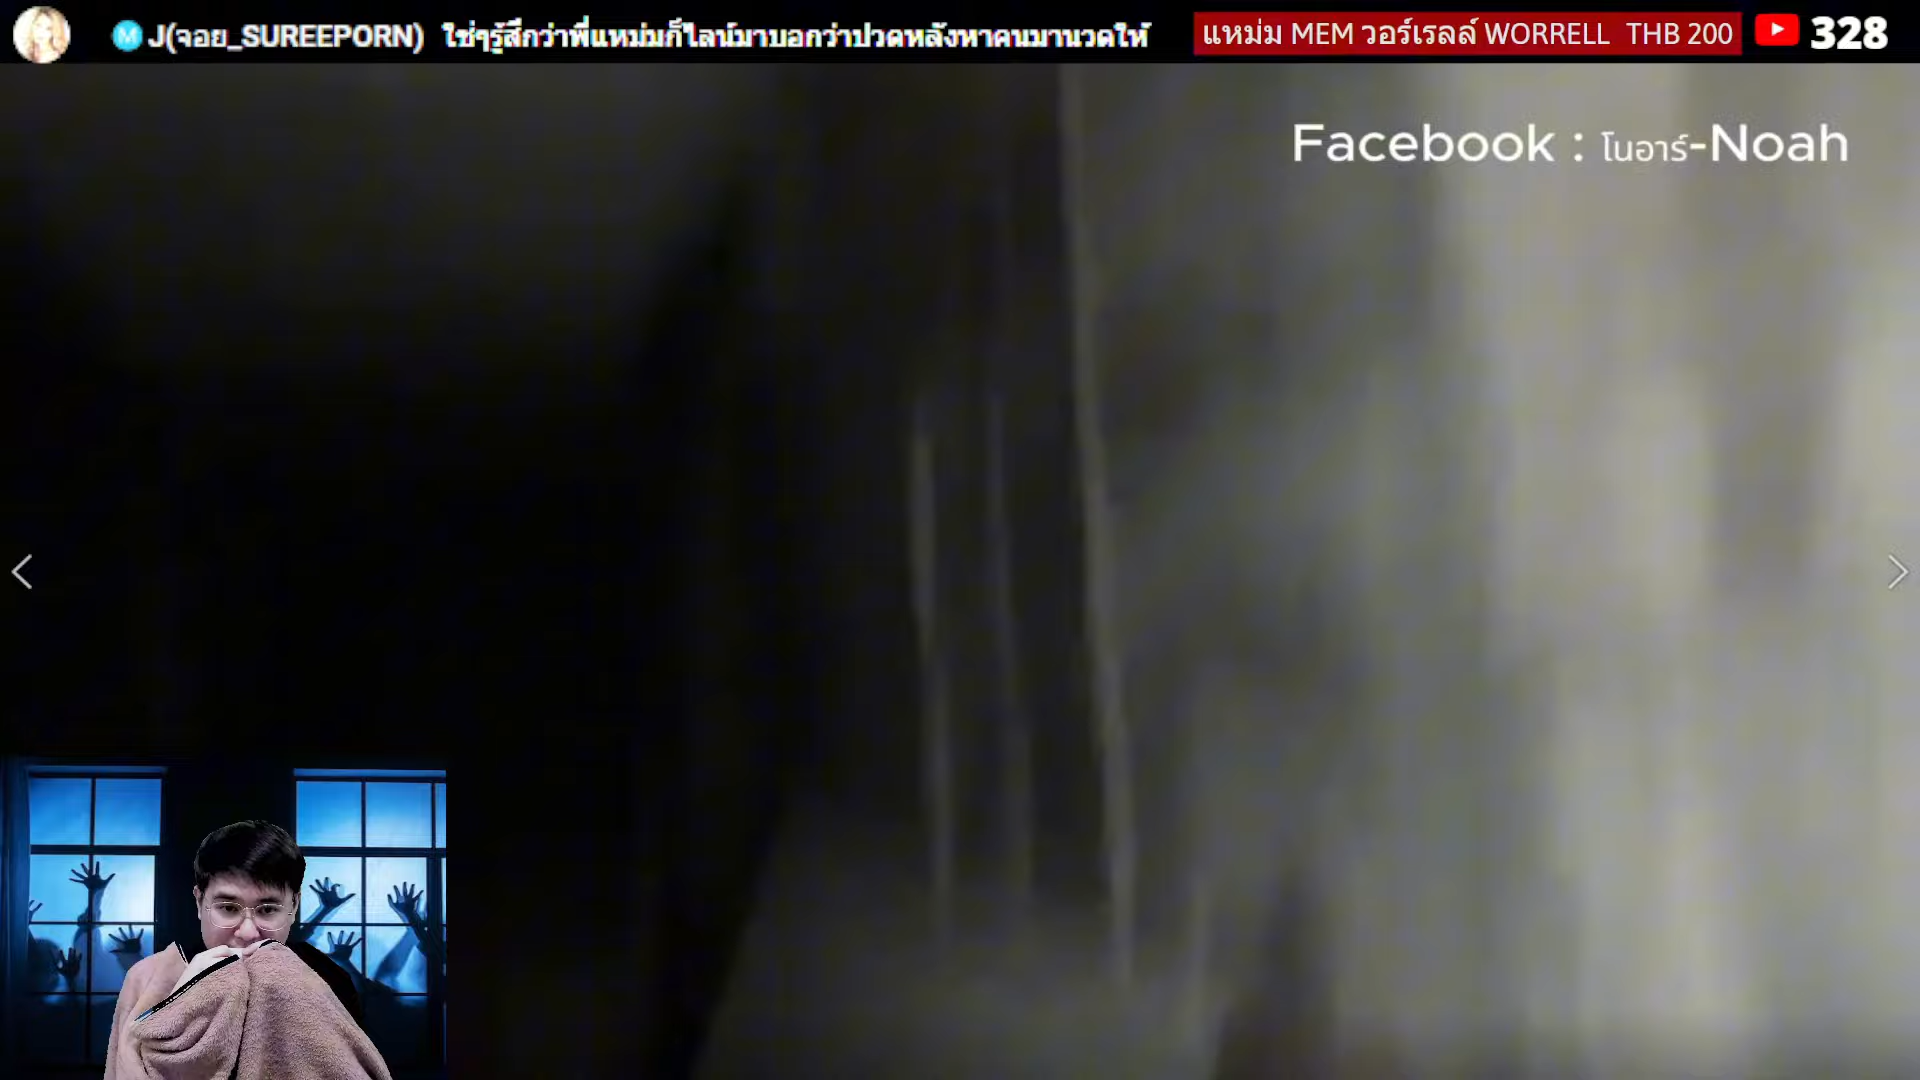 M J(จอย_SUREEPORN) ใช่ๆรู้สึกว่าพี่แหม่มก็ไลน์มาบอกว่าปวดหลังหาคนมานวดให้
แหม่ม MEM วอร์เรลล์ WORRELL THB 200
328
Facebook : โนอาร์-Noah